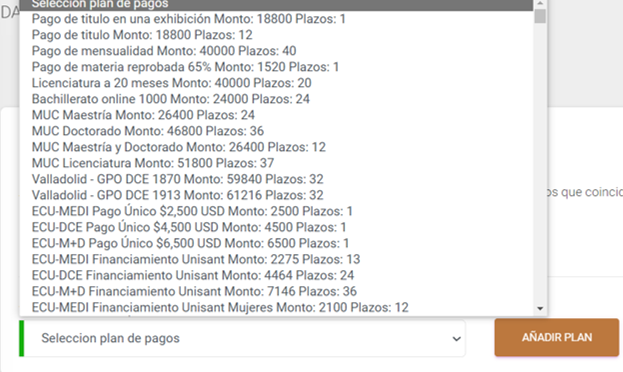 DA
Seleccion plan de pagos
Pago de titulo en una exhibición Monto: 18800 Plazos: 1
Pago de titulo Monto: 18800 Plazos: 12
Pago de mensualidad Monto: 40000 Plazos: 40
Pago de materia reprobada 65% Monto: 1520 Plazos: 1
Licenciatura a 20 meses Monto: 40000 Plazos: 20
Bachillerato online 1000 Monto: 24000 Plazos: 24
MUC Maestría Monto: 26400 Plazos: 24
MUC Doctorado Monto: 46800 Plazos: 36
MUC Maestría y Doctorado Monto: 26400 Plazos: 12
MUC Licenciatura Monto: 51800 Plazos: 37
Valladolid - GPO DCE 1870 Monto: 59840 Plazos: 32
Valladolid - GPO DCE 1913 Monto: 61216 Plazos: 32
os que coincid
ECU-MEDI Pago Único $2,500 USD Monto: 2500 Plazos: 1
ECU-DCE Pago Único $4,500 USD Monto: 4500 Plazos: 1
ECU-M+D Pago Único $6,500 USD Monto: 6500 Plazos: 1
ECU-MEDI Financiamiento Unisant Monto: 2275 Plazos: 13
ECU-DCE Financiamiento Unisant Monto: 4464 Plazos: 24
ECU-M+D Financiamiento Unisant Monto: 7146 Plazos: 36
ECU-MEDI Financiamiento Unisant Mujeres Monto: 2100 Plazos: 12
Seleccion plan de pagos
AÑADIR PLAN